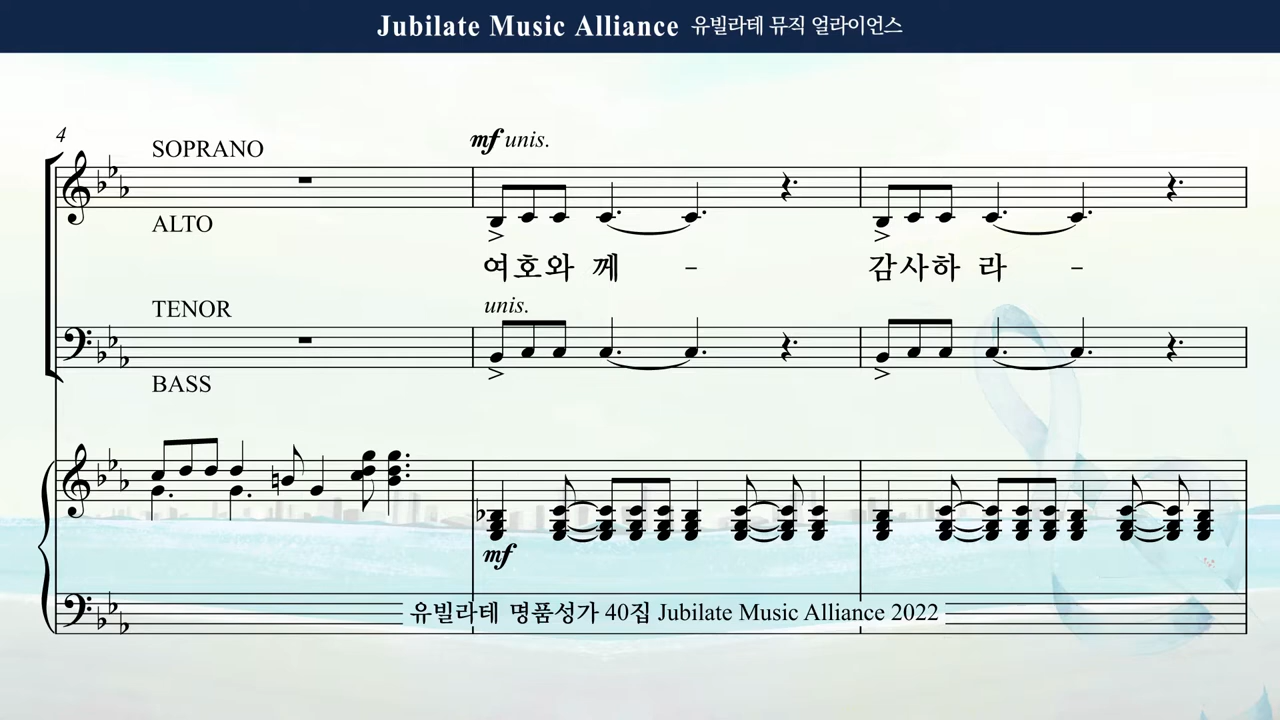 Jubilate Music Alliance 유빌라테 뮤직 얼라이언스
4
SOPRANO
mf unis.
ALTO
여호와 께 - 감사하 라 -
TENOR
unis.
BASS
mf
유빌라테 명품성가 40집 Jubilate Music Alliance 2022